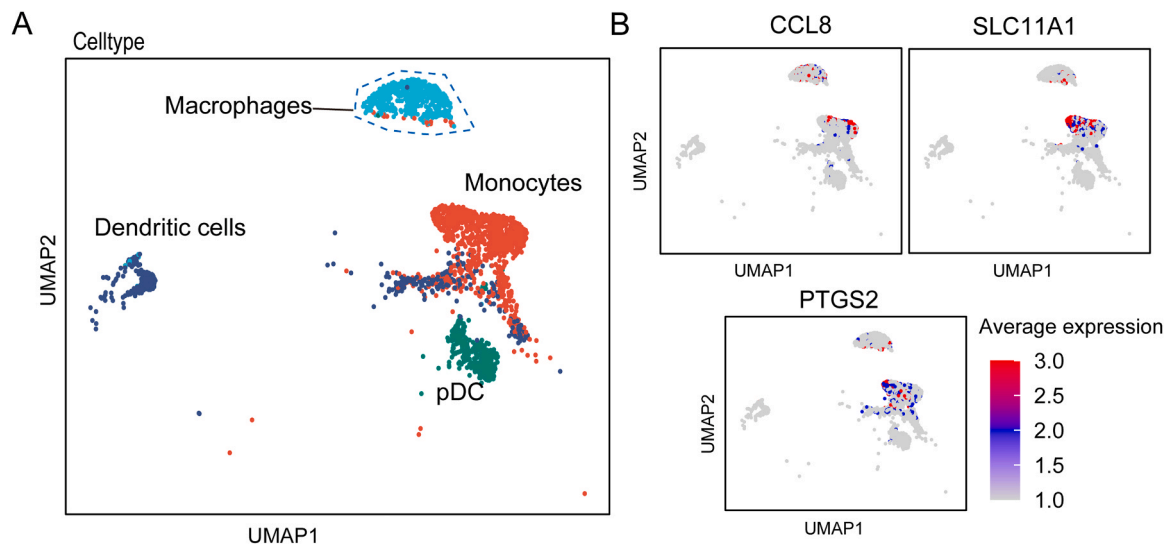 A
Celltype
Macrophages
Monocytes
Dendritic cells
pDC
UMAP2
UMAP1
B
CCL8
SLC11A1
UMAP2
UMAP1
UMAP1
PTGS2
UMAP2
UMAP1
Average expression
3.0
2.5
2.0
1.5
1.0